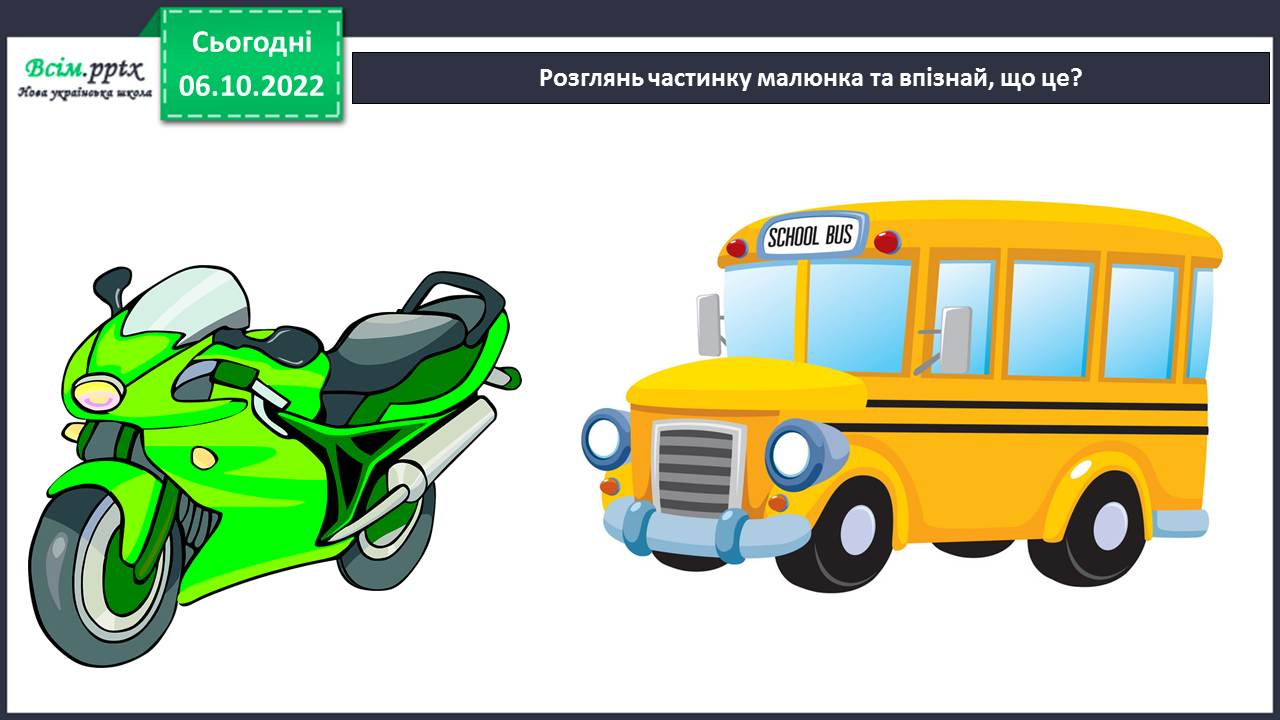 Всім.pptx
Нова українська школа
Сьогодні
06.10.2022
Розглянь частинку малюнка та впізнай, що це?
SCHOOL BUS